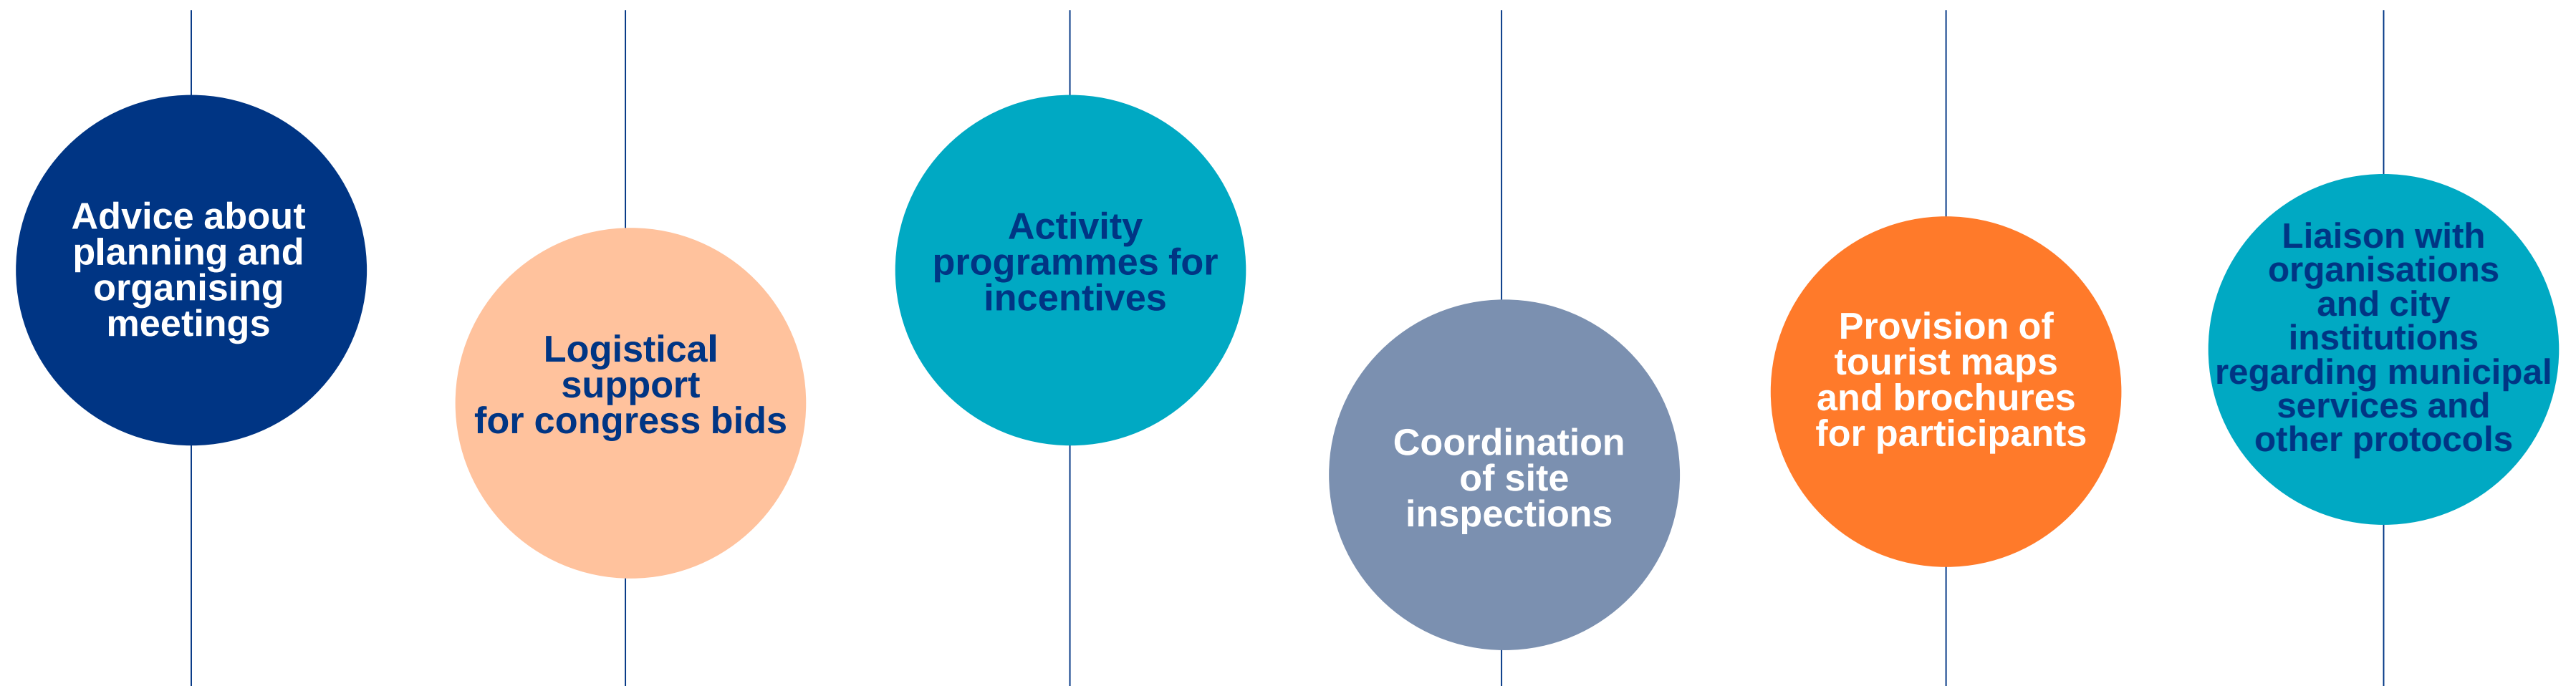 Advice about
planning and
organising
meetings
Logistical
support
for congress bids
Activity
programmes for
incentives
Coordination
of site
inspections
Provision of
tourist maps
and brochures
for participants
Liaison with
organisations
and city
institutions
regarding municipal
services and
other protocols